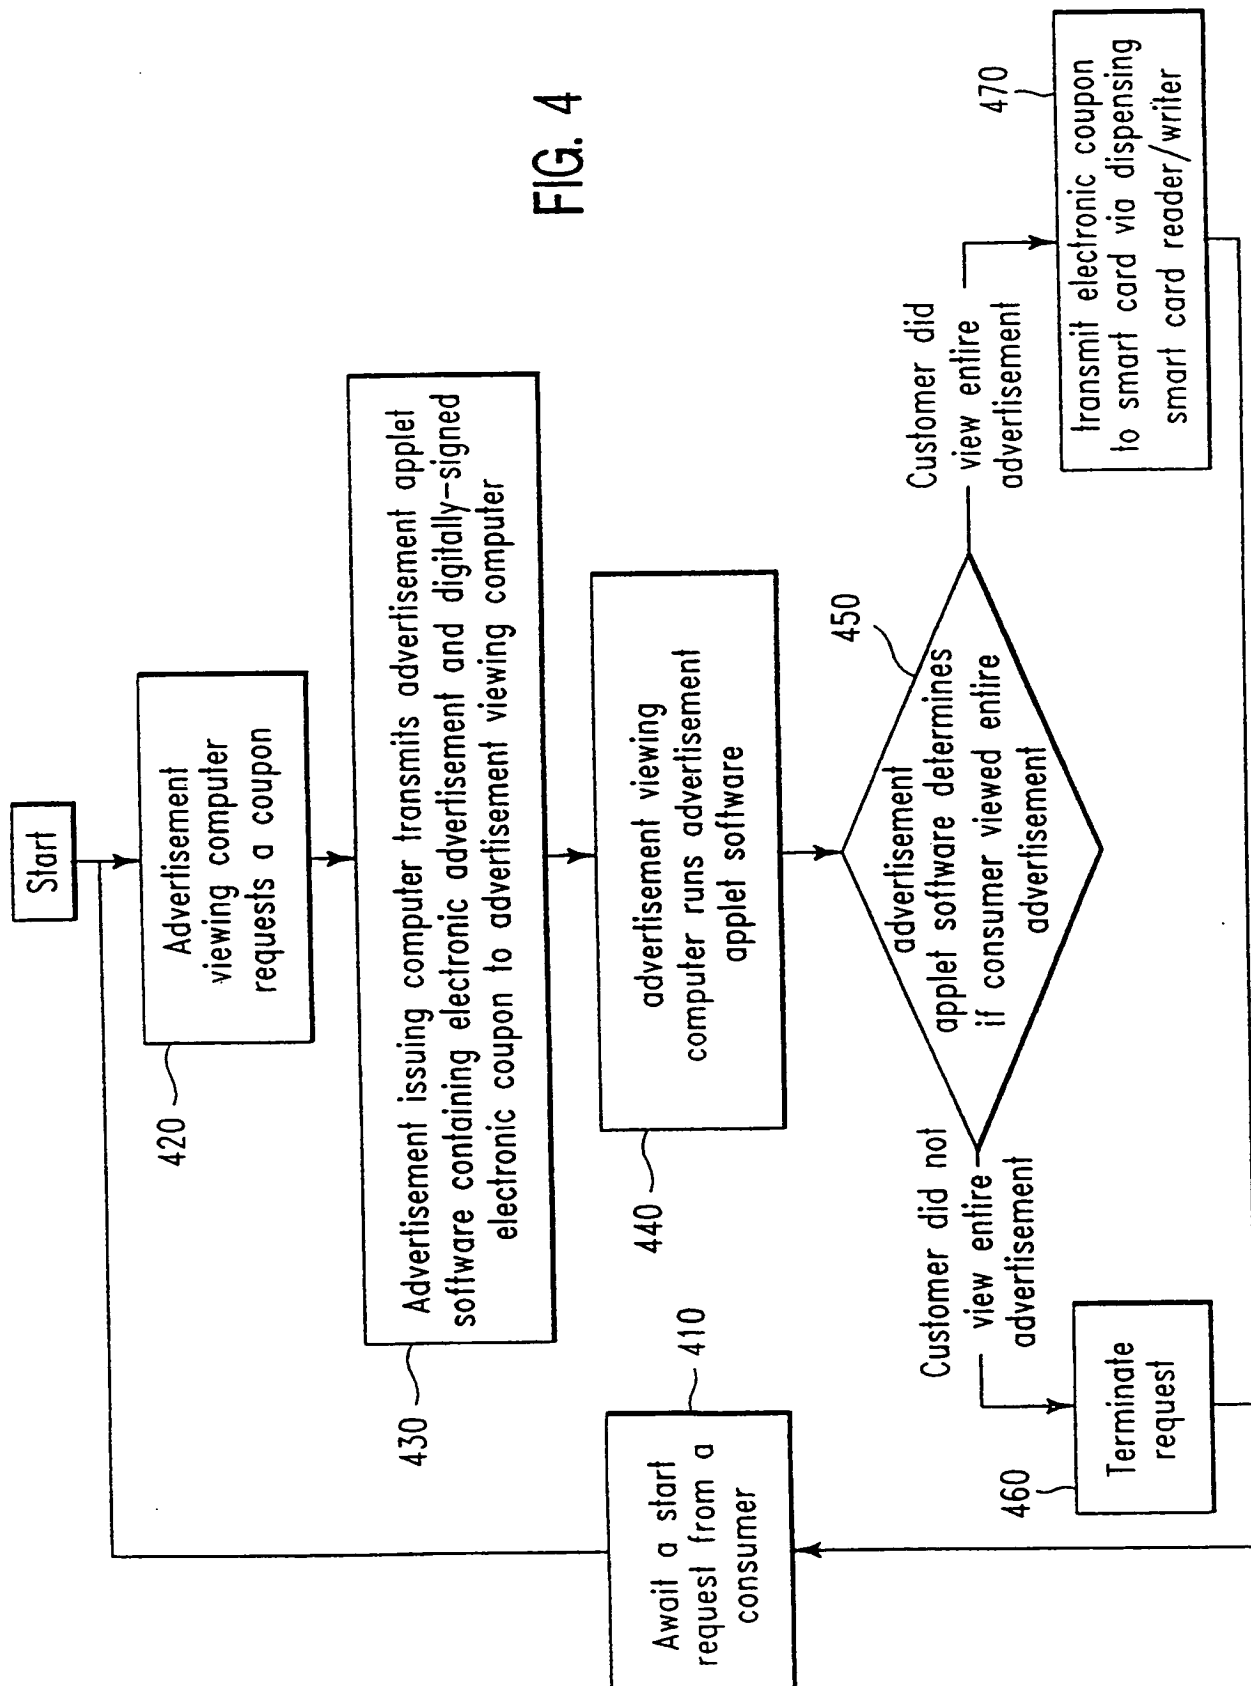 Start
Advertisement
viewing computer
requests a coupon
420
Advertisement issuing computer transmits advertisement applet
software containing electronic advertisement and digitally-signed
electronic coupon to advertisement viewing computer
430
advertisement viewing
computer runs advertisement
applet software
440
advertisement
applet software determines
if consumer viewed entire
advertisement
450
Customer did not
view entire
advertisement
Customer did
view entire
advertisement
Terminate
request
460
transmit electronic coupon
to smart card via dispensing
smart card reader/writer
470
Await a start
request from a
consumer
410
FIG. 4